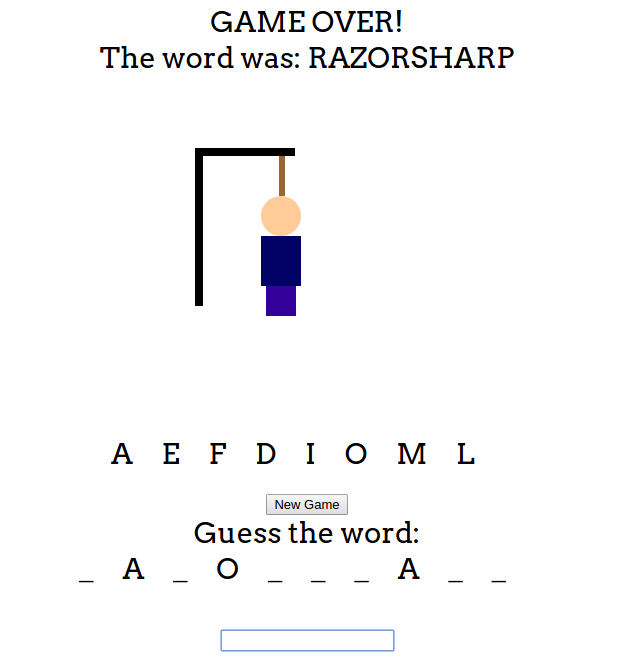 GAME OVER!
The word was: RAZORSHARP
A E F D I O M L
New Game
Guess the word:
_ A _ O _ _ _ A _ _